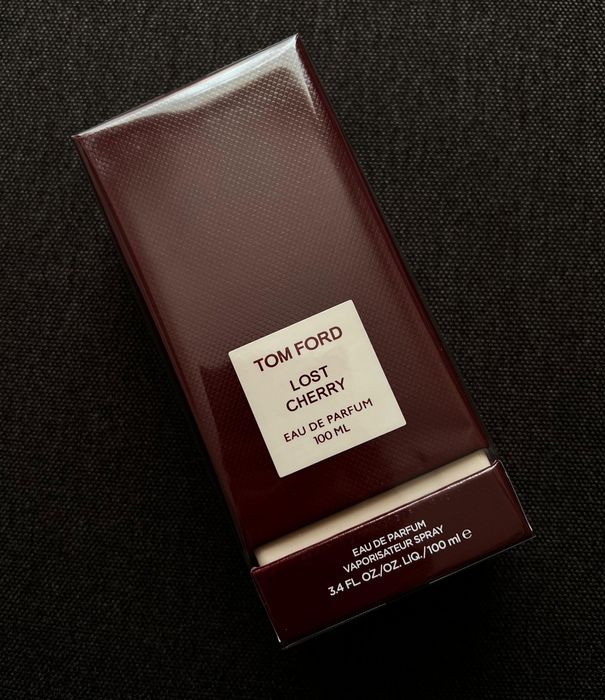 TOM FORD
LOST
CHERRY
EAU DE PARFUM
100 ML
EAU DE PARFUM
VAPORISATEUR SPRAY
3.4 FL. OZ./OZ. LIQ./100 ml ℮